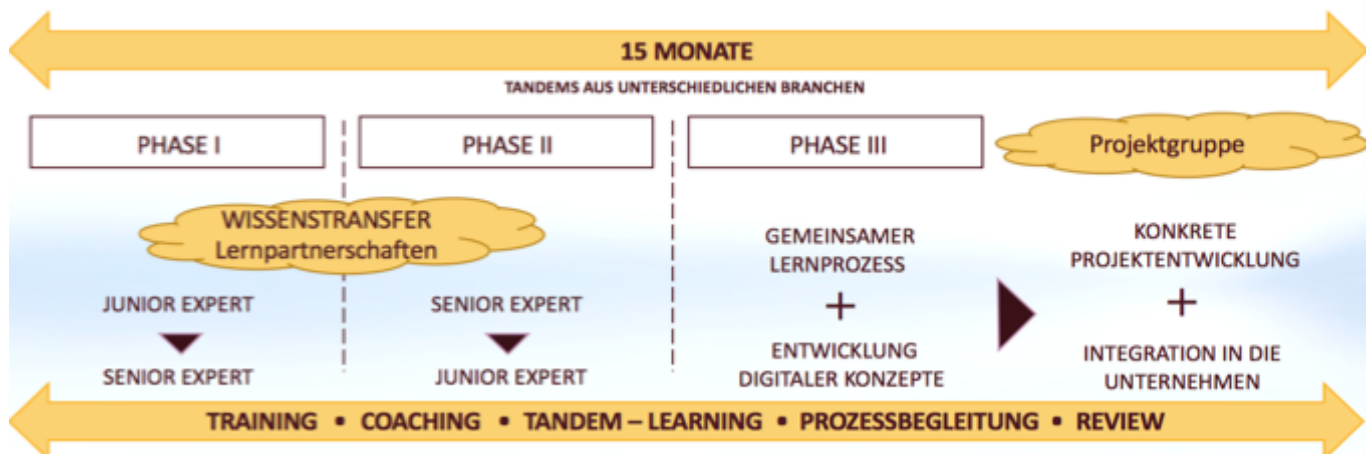 15 MONATE
TANDEMS AUS UNTERSCHIEDLICHEN BRANCHEN
PHASE I
PHASE II
PHASE III
Projektgruppe
WISSENSTRANSFER
Lernpartnerschaften
JUNIOR EXPERT
SENIOR EXPERT
SENIOR EXPERT
JUNIOR EXPERT
GEMEINSAMER
LERNPROZESS
+
ENTWICKLUNG
DIGITALER KONZEPTE
KONKRETE
PROJEKTENTWICKLUNG
+
INTEGRATION IN DIE
UNTERNEHMEN
TRAINING • COACHING • TANDEM – LEARNING • PROZESSBEGLEITUNG • REVIEW